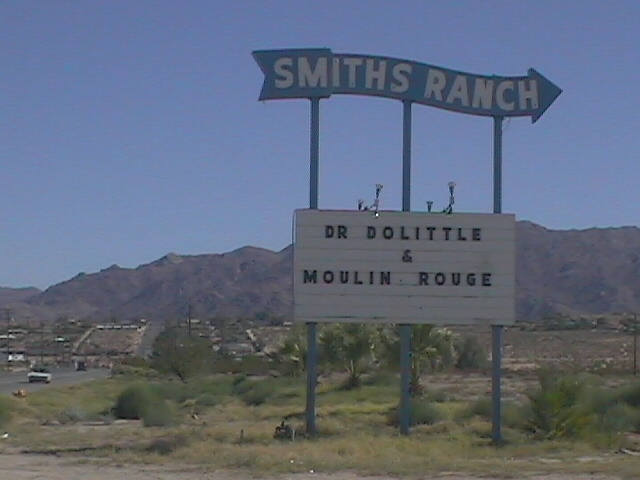 SMITHS RANCH
DR DOLITTLE
&
MOULIN ROUGE